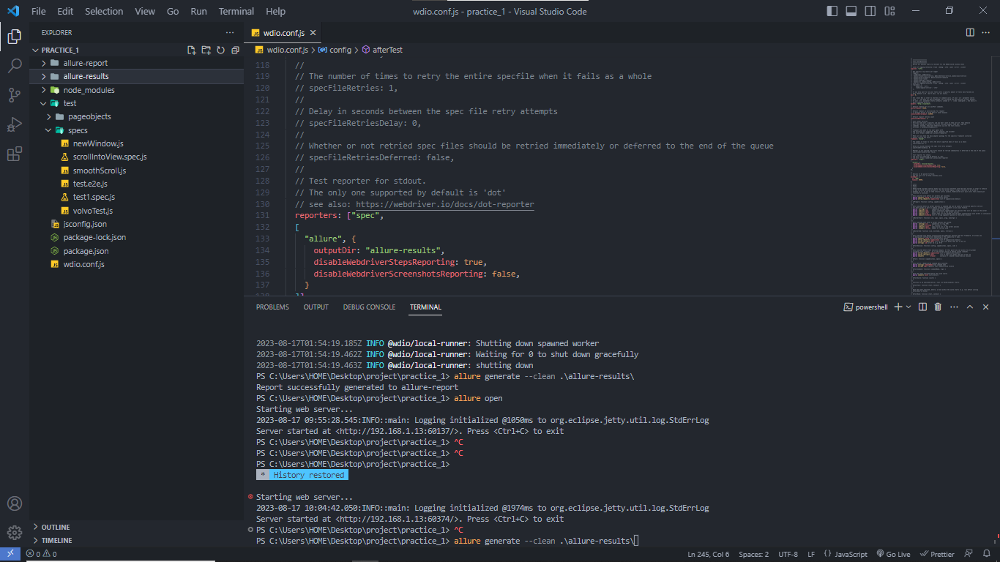 File Edit Selection View Go Run Terminal Help
wdio.conf.js - practice_1 - Visual Studio Code
EXPLORER
PRACTICE_1
allure-report
allure-results
node_modules
test
pageobjects
specs
newWindow.js
scrollIntoView.spec.js
smoothScroll.js
test.e2e.js
test1.spec.js
volvoTest.js
jsconfig.json
package-lock.json
package.json
wdio.conf.js
OUTLINE
TIMELINE
wdio.conf.js
wdio.conf.js > config > afterTest
118 //
119 // The number of times to retry the entire specfile when it fails as a whole
120 // specFileRetries: 1,
121 //
122 // Delay in seconds between the spec file retry attempts
123 // specFileRetriesDelay: 0,
124 //
125 // Whether or not retried spec files should be retried immediately or deferred to the end of the queue
126 // specFileRetriesDeferred: false,
127 //
128 // Test reporter for stdout.
129 // The only one supported by default is 'dot'
130 // see also: https://webdriver.io/docs/dot-reporter
131 reporters: ["spec",
132 [
133 "allure", {
134 outputDir: "allure-results",
135 disableWebdriverStepsReporting: true,
136 disableWebdriverScreenshotsReporting: false,
137 }
PROBLEMS OUTPUT DEBUG CONSOLE TERMINAL
powershell
2023-08-17T01:54:19.185Z INFO @wdio/local-runner: Shutting down spawned worker
2023-08-17T01:54:19.462Z INFO @wdio/local-runner: Waiting for 0 to shut down gracefully
2023-08-17T01:54:19.463Z INFO @wdio/local-runner: shutting down
PS C:\Users\HOME\Desktop\project\practice_1> allure generate --clean .\allure-results\
Report successfully generated to allure-report
PS C:\Users\HOME\Desktop\project\practice_1> allure open
Starting web server...
2023-08-17 09:55:28.545:INFO::main: Logging initialized @1050ms to org.eclipse.jetty.util.log.StdErrLog
Server started at <http://192.168.1.13:60137/>. Press <Ctrl+C> to exit
PS C:\Users\HOME\Desktop\project\practice_1> ^C
PS C:\Users\HOME\Desktop\project\practice_1> ^C
PS C:\Users\HOME\Desktop\project\practice_1>
* History restored
Starting web server...
2023-08-17 10:04:42.050:INFO::main: Logging initialized @1974ms to org.eclipse.jetty.util.log.StdErrLog
Server started at <http://192.168.1.13:60374/>. Press <Ctrl+C> to exit
PS C:\Users\HOME\Desktop\project\practice_1> ^C
PS C:\Users\HOME\Desktop\project\practice_1> allure generate --clean .\allure-results\
0 0
Ln 245, Col 6 Spaces: 2 UTF-8 LF {} JavaScript Go Live Prettier